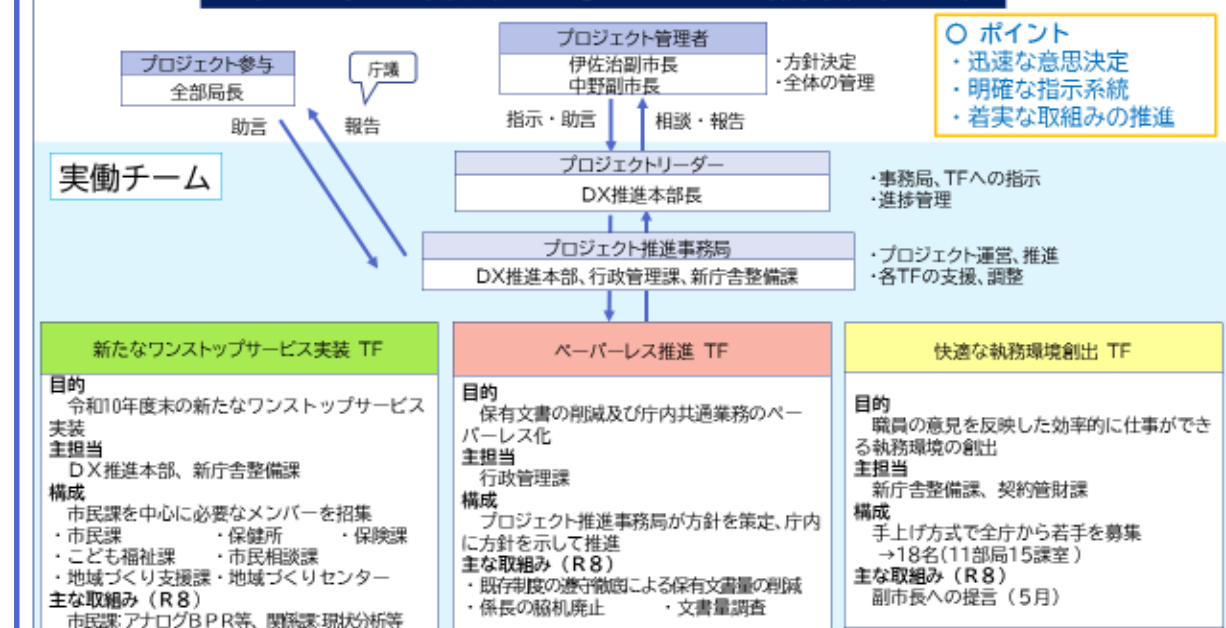 プロジェクト管理者
伊佐治副市長
中野副市長
・方針決定
・全体の管理
〇 ポイント
・迅速な意思決定
・明確な指示系統
・着実な取組みの推進
プロジェクト参与
全部局長
庁議
助言
報告
指示・助言
相談・報告
実働チーム
プロジェクトリーダー
DX推進本部長
・事務局、TFへの指示
・進捗管理
プロジェクト推進事務局
DX推進本部、行政管理課、新庁舎整備課
・プロジェクト運営、推進
・各TFの支援、調整
新たなワンストップサービス実装 TF
目的
令和10年度末の新たなワンストップサービス
実装
主担当
DX推進本部、新庁舎整備課
構成
市民課を中心に必要なメンバーを招集
・市民課 ・保健所 ・保険課
・こども福祉課 ・市民相談課
・地域づくり支援課・地域づくりセンター
主な取組み（R８）
市民課:アナログＢＰＲ等、関係課:現状分析等
ペーパーレス推進 TF
目的
保有文書の削減及び庁内共通業務のペー
パーレス化
主担当
行政管理課
構成
プロジェクト推進事務局が方針を策定、庁内
に方針を示して推進
主な取組み（R８）
・既存制度の遵守徹底による保有文書量の削減
・係長の脇机廃止 ・文書量調査
快適な執務環境創出 TF
目的
職員の意見を反映した効率的に仕事ができ
る執務環境の創出
主担当
新庁舎整備課、契約管財課
構成
手上げ方式で全庁から若手を募集
→18名(11部局15課室)
主な取組み（R８）
副市長への提言（5月）